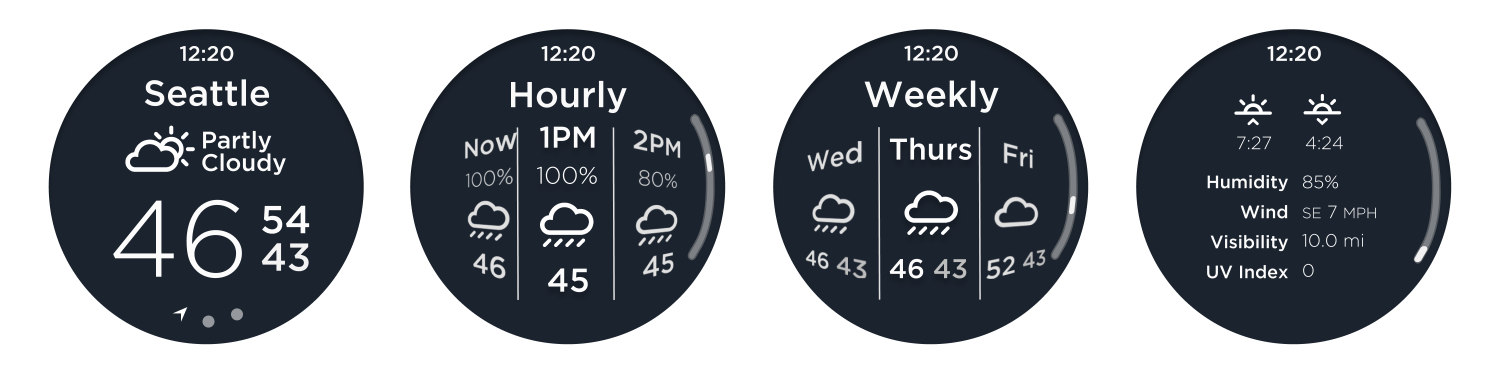 12:20
Seattle
Partly
Cloudy
46
54
43
12:20
Hourly
Now 1PM 2PM
100% 100% 80%
46 45 45
12:20
Weekly
Wed Thurs Fri
46 43 46 43 52 43
12:20
7:27 4:24
Humidity 85%
Wind SE 7 MPH
Visibility 10.0 mi
UV Index 0